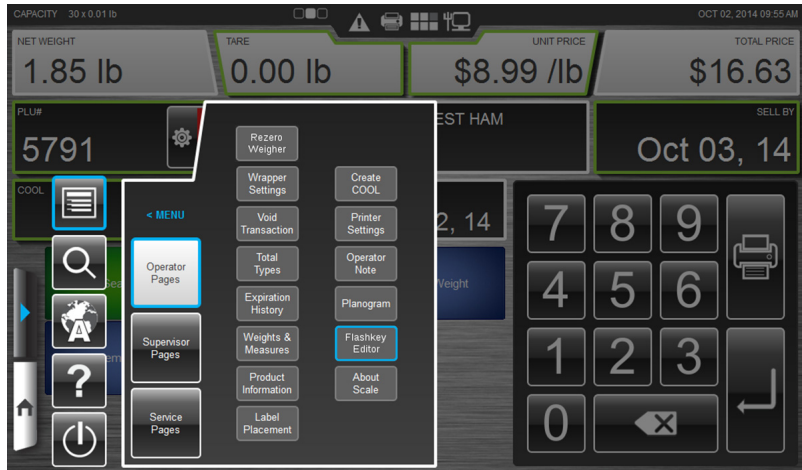 CAPACITY 30 x 0.01 lb
OCT 02, 2014 09:55 AM
NET WEIGHT
1.85 lb
TARE
0.00 lb
UNIT PRICE
$8.99 /lb
TOTAL PRICE
$16.63
PLU#
5791
EST HAM
SELL BY
Oct 03, 14
COOL
2, 14
Sea
Weight
em
< MENU
Operator
Pages
Supervisor
Pages
Service
Pages
Rezero
Weigher
Wrapper
Settings
Void
Transaction
Total
Types
Expiration
History
Weights &
Measures
Product
Information
Label
Placement
Create
COOL
Printer
Settings
Operator
Note
Planogram
Flashkey
Editor
About
Scale
A
?
7 8 9
4 5 6
1 2 3
0